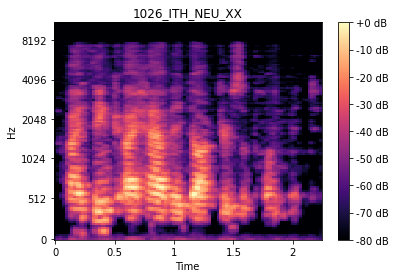 1026_ITH_NEU_XX
+0 dB
8192
-10 dB
4096
-20 dB
-30 dB
2048
-40 dB
Hz
1024
-50 dB
512
-60 dB
-70 dB
0
-80 dB
0 0.5 1 1.5 2
Time